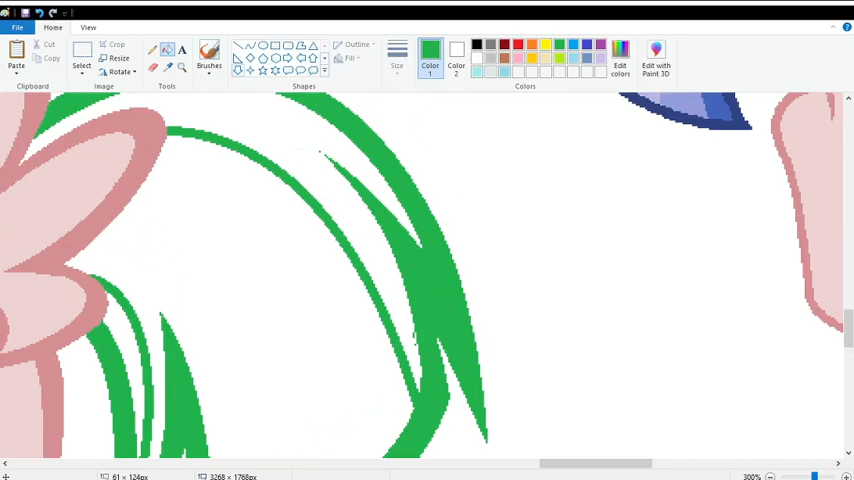 File Home View
Paste
Cut
Copy
Clipboard
Select
Crop
Resize
Rotate
Image
A
Tools
Brushes
Outline
Fill
Shapes
Size
Color
1
Color
2
Edit
colors
Edit with
Paint 3D
Colors
61 × 124px 3268 × 1768px 300%